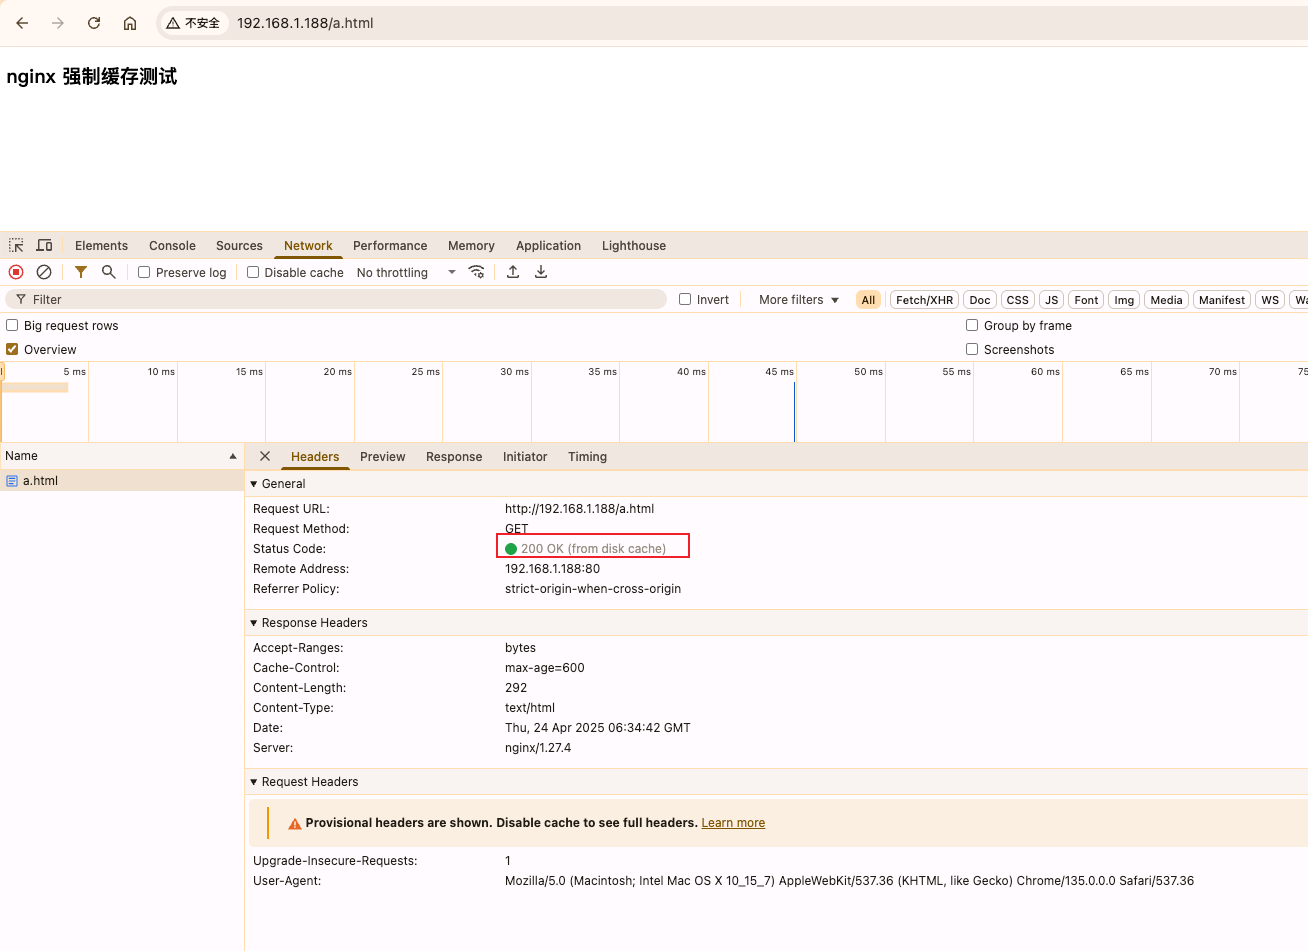 不安全 192.168.1.188/a.html
nginx 强制缓存测试
Elements Console Sources Network Performance Memory Application Lighthouse
Preserve log Disable cache No throttling
Filter Invert More filters All Fetch/XHR Doc CSS JS Font Img Media Manifest WS Wa
Big request rows Group by frame
Overview Screenshots
5 ms 10 ms 15 ms 20 ms 25 ms 30 ms 35 ms 40 ms 45 ms 50 ms 55 ms 60 ms 65 ms 70 ms 75
Name Headers Preview Response Initiator Timing
a.html
General
Request URL: http://192.168.1.188/a.html
Request Method: GET
Status Code: 200 OK (from disk cache)
Remote Address: 192.168.1.188:80
Referrer Policy: strict-origin-when-cross-origin
Response Headers
Accept-Ranges: bytes
Cache-Control: max-age=600
Content-Length: 292
Content-Type: text/html
Date: Thu, 24 Apr 2025 06:34:42 GMT
Server: nginx/1.27.4
Request Headers
Provisional headers are shown. Disable cache to see full headers. Learn more
Upgrade-Insecure-Requests: 1
User-Agent: Mozilla/5.0 (Macintosh; Intel Mac OS X 10_15_7) AppleWebKit/537.36 (KHTML, like Gecko) Chrome/135.0.0.0 Safari/537.36